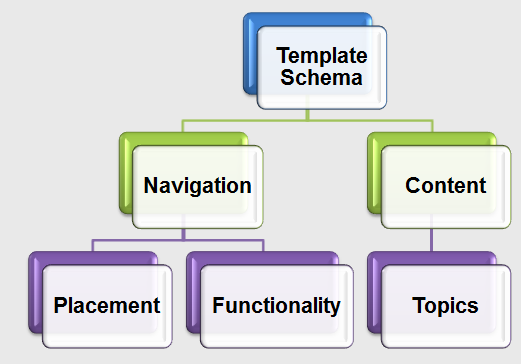 Template
Schema
Navigation
Content
Placement
Functionality
Topics